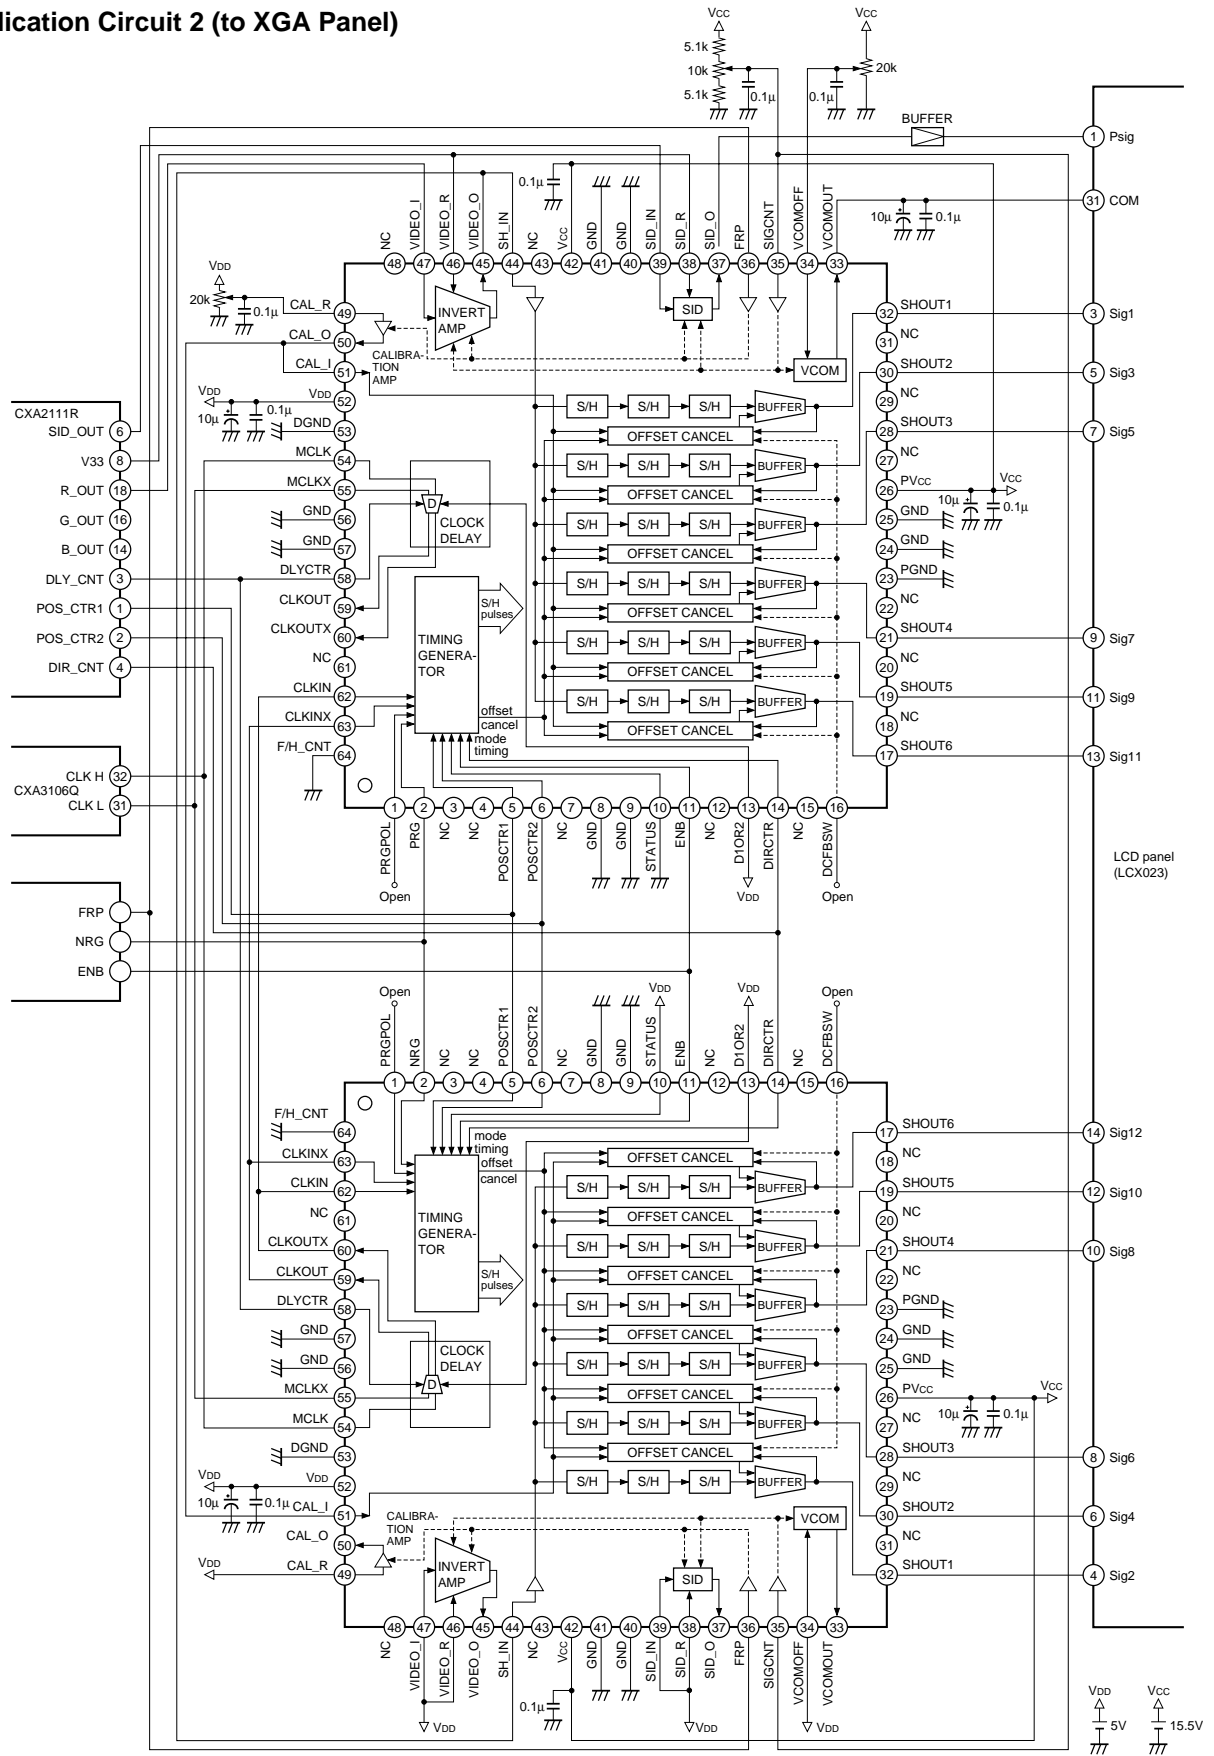 lication Circuit 2 (to XGA Panel)
VCC
5.1k
10k
5.1k
0.1µ
VCC
20k
0.1µ
BUFFER
1 Psig
31 COM
10µ
0.1µ
0.1µ
NC
VIDEO_I
VIDEO_R
VIDEO_O
SH_IN
NC
VCC
GND
GND
SID_IN
SID_R
SID_O
FRP
SIGCNT
VCOMOFF
VCOMOUT
48 47 46 45 44 43 42 41 40 39 38 37 36 35 34 33
VDD
20k
0.1µ
CAL_R 49
CAL_O 50
CAL_I 51
VDD
10µ
0.1µ
VDD 52
DGND 53
MCLK 54
MCLKX 55
GND 56
GND 57
DLYCTR 58
CLKOUT 59
CLKOUTX 60
NC 61
CLKIN 62
CLKINX 63
F/H_CNT 64
INVERT
AMP
CALIBRA-
TION
AMP
SID
VCOM
D
CLOCK
DELAY
TIMING
GENERA-
TOR
S/H
pulses
offset
cancel
mode
timing
S/H S/H S/H BUFFER
OFFSET CANCEL
S/H S/H S/H BUFFER
OFFSET CANCEL
S/H S/H S/H BUFFER
OFFSET CANCEL
S/H S/H S/H BUFFER
OFFSET CANCEL
S/H S/H S/H BUFFER
OFFSET CANCEL
S/H S/H S/H BUFFER
OFFSET CANCEL
32 SHOUT1
31 NC
30 SHOUT2
29 NC
28 SHOUT3
27 NC
26 PVCC
VCC
10µ
0.1µ
25 GND
24 GND
23 PGND
22 NC
21 SHOUT4
20 NC
19 SHOUT5
18 NC
17 SHOUT6
3 Sig1
5 Sig3
7 Sig5
9 Sig7
11 Sig9
13 Sig11
CXA2111R
SID_OUT 6
V33 8
R_OUT 18
G_OUT 16
B_OUT 14
DLY_CNT 3
POS_CTR1 1
POS_CTR2 2
DIR_CNT 4
CLK H 32
CXA3106Q
CLK L 31
FRP
NRG
ENB
1 2 3 4 5 6 7 8 9 10 11 12 13 14 15 16
PRGPOL
PRG
NC
NC
POSCTR1
POSCTR2
NC
GND
GND
STATUS
ENB
NC
D1OR2
DIRCTR
NC
DCFBSW
Open
VDD
Open
LCD panel
(LCX023)
Open
VDD
VDD
Open
PRGPOL
NRG
NC
NC
POSCTR1
POSCTR2
NC
GND
GND
STATUS
ENB
NC
D1OR2
DIRCTR
NC
DCFBSW
1 2 3 4 5 6 7 8 9 10 11 12 13 14 15 16
F/H_CNT 64
CLKINX 63
CLKIN 62
NC 61
CLKOUTX 60
CLKOUT 59
DLYCTR 58
GND 57
GND 56
MCLKX 55
MCLK 54
DGND 53
VDD
10µ
0.1µ
VDD 52
CAL_I 51
CAL_O 50
VDD
CAL_R 49
mode
timing
offset
cancel
TIMING
GENERA-
TOR
S/H
pulses
CLOCK
DELAY
D
CALIBRA-
TION
AMP
INVERT
AMP
SID
VCOM
OFFSET CANCEL
S/H S/H S/H BUFFER
OFFSET CANCEL
S/H S/H S/H BUFFER
OFFSET CANCEL
S/H S/H S/H BUFFER
OFFSET CANCEL
S/H S/H S/H BUFFER
OFFSET CANCEL
S/H S/H S/H BUFFER
OFFSET CANCEL
S/H S/H S/H BUFFER
17 SHOUT6
18 NC
19 SHOUT5
20 NC
21 SHOUT4
22 NC
23 PGND
24 GND
25 GND
26 PVCC
VCC
10µ
0.1µ
27 NC
28 SHOUT3
29 NC
30 SHOUT2
31 NC
32 SHOUT1
14 Sig12
12 Sig10
10 Sig8
8 Sig6
6 Sig4
4 Sig2
48 47 46 45 44 43 42 41 40 39 38 37 36 35 34 33
NC
VIDEO_I
VIDEO_R
VIDEO_O
SH_IN
NC
VCC
GND
GND
SID_IN
SID_R
SID_O
FRP
SIGCNT
VCOMOFF
VCOMOUT
0.1µ
VDD
VDD
VDD
VDD
5V
VCC
15.5V